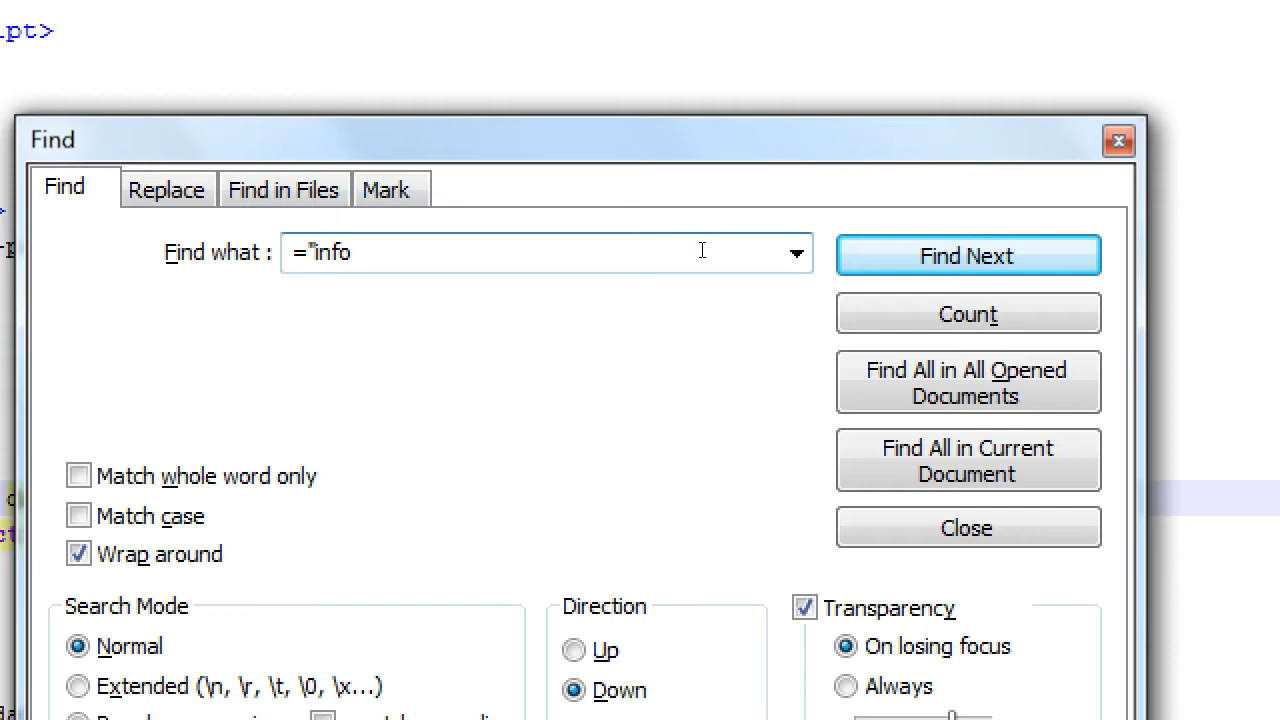 ipt>
Find
Find Replace Find in Files Mark
Find what : ="info
Find Next
Count
Find All in All Opened
Documents
Match whole word only
Find All in Current
Document
Match case
Close
Wrap around
Search Mode
Direction
Transparency
Normal
Up
On losing focus
Extended (\n, \r, \t, \0, \x...)
Down
Always